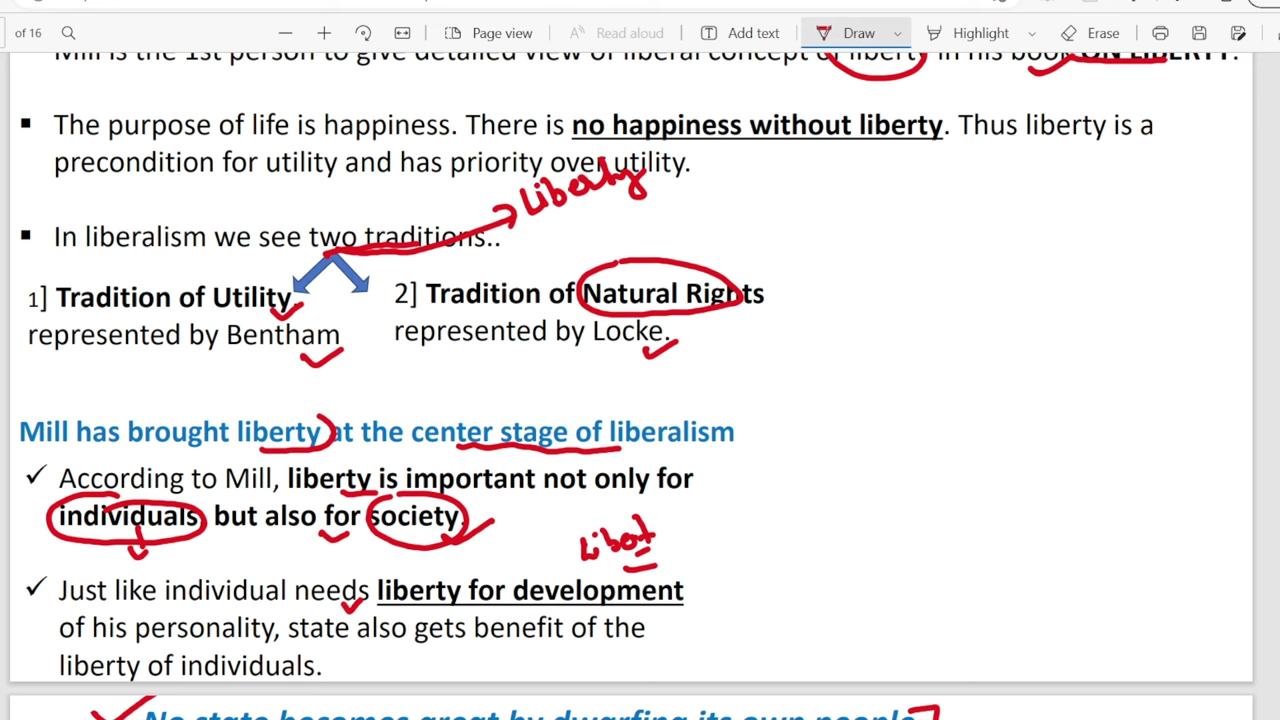 of 16 Page view Read aloud Add text Draw Highlight Erase
Mill is the 1st person to give detailed view of liberal concept of liberty in his book ON LIBERTY.
▪ The purpose of life is happiness. There is no happiness without liberty. Thus liberty is a
precondition for utility and has priority over utility.
Liberty
▪ In liberalism we see two traditions..
1] Tradition of Utility.
represented by Bentham
2] Tradition of Natural Rights
represented by Locke.
Mill has brought liberty at the center stage of liberalism
✓ According to Mill, liberty is important not only for
individuals, but also for society.
Libert
✓ Just like individual needs liberty for development
of his personality, state also gets benefit of the
liberty of individuals.
No state becomes great by dwarfing its own people